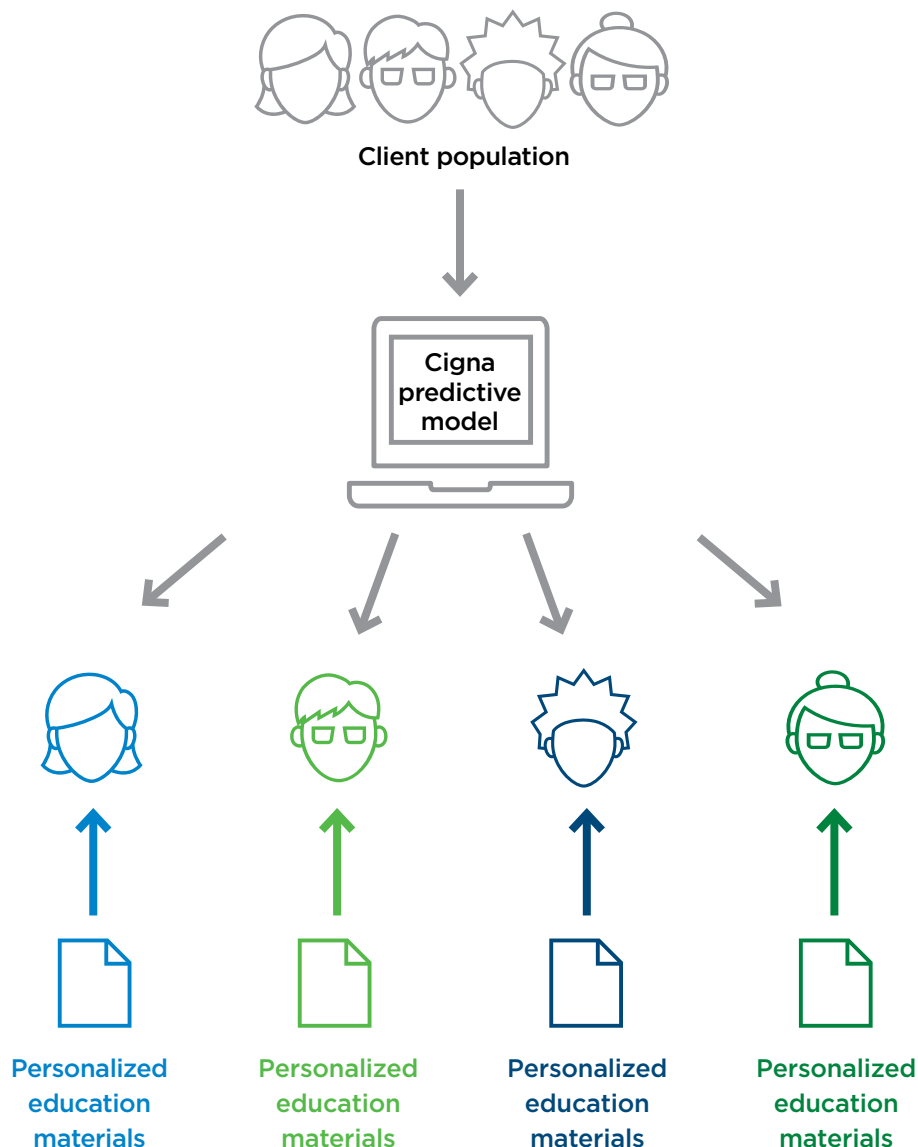 Client population
Cigna
predictive
model
Personalized
education
materials
Personalized
education
materials
Personalized
education
materials
Personalized
education
materials